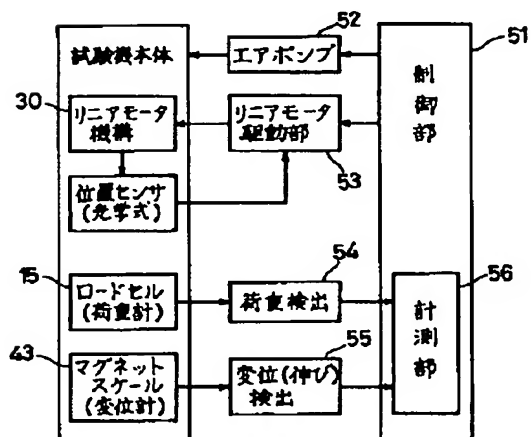 52
51
試験機本体
エアポンプ
制御部
30
リニアモータ
機構
リニアモータ
駆動部
53
位置センサ
(光学式)
15
ロードセル
(荷重計)
54
荷重検出
56
計測部
43
マグネット
スケール
(変位計)
55
変位(伸び)
検出